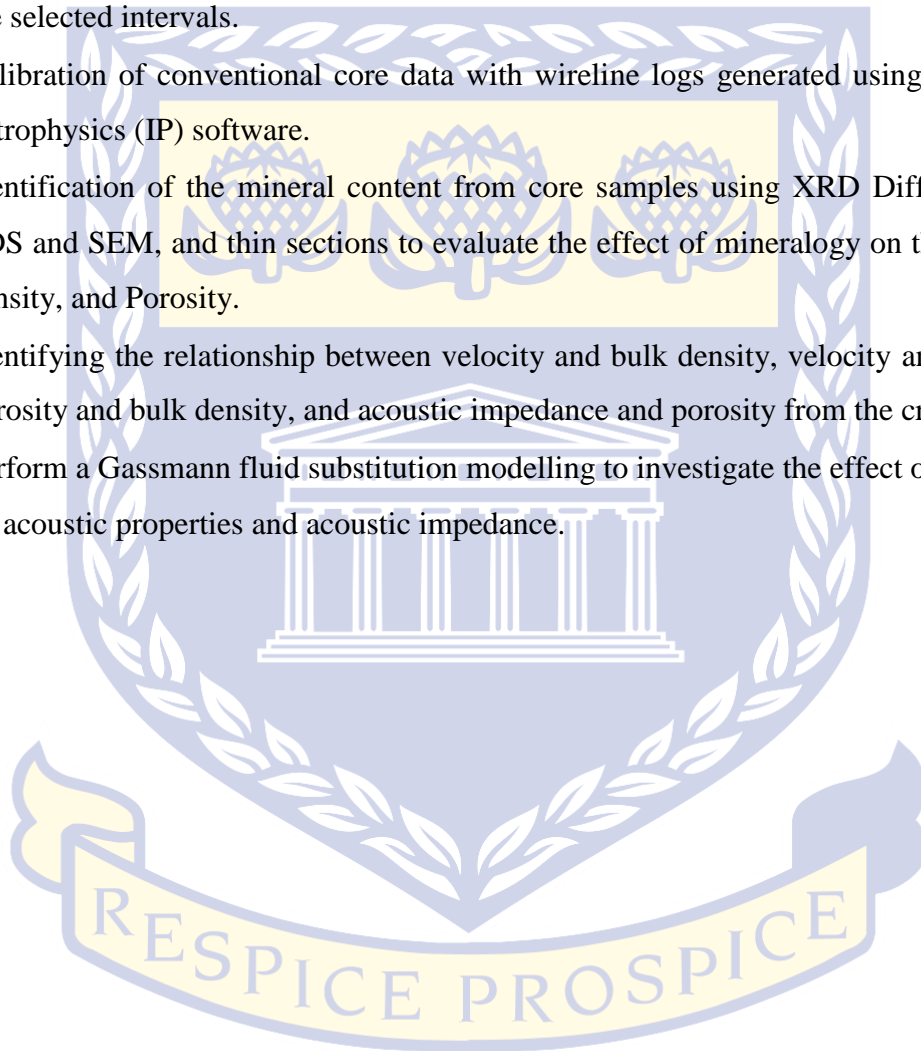 e selected intervals.
libration of conventional core data with wireline logs generated using
trophysics (IP) software.
entification of the mineral content from core samples using XRD Diff
DS and SEM, and thin sections to evaluate the effect of mineralogy on t
nsity, and Porosity.
entifying the relationship between velocity and bulk density, velocity a
rosity and bulk density, and acoustic impedance and porosity from the c
rform a Gassmann fluid substitution modelling to investigate the effect o
acoustic properties and acoustic impedance.
RESPICE PROSPICE